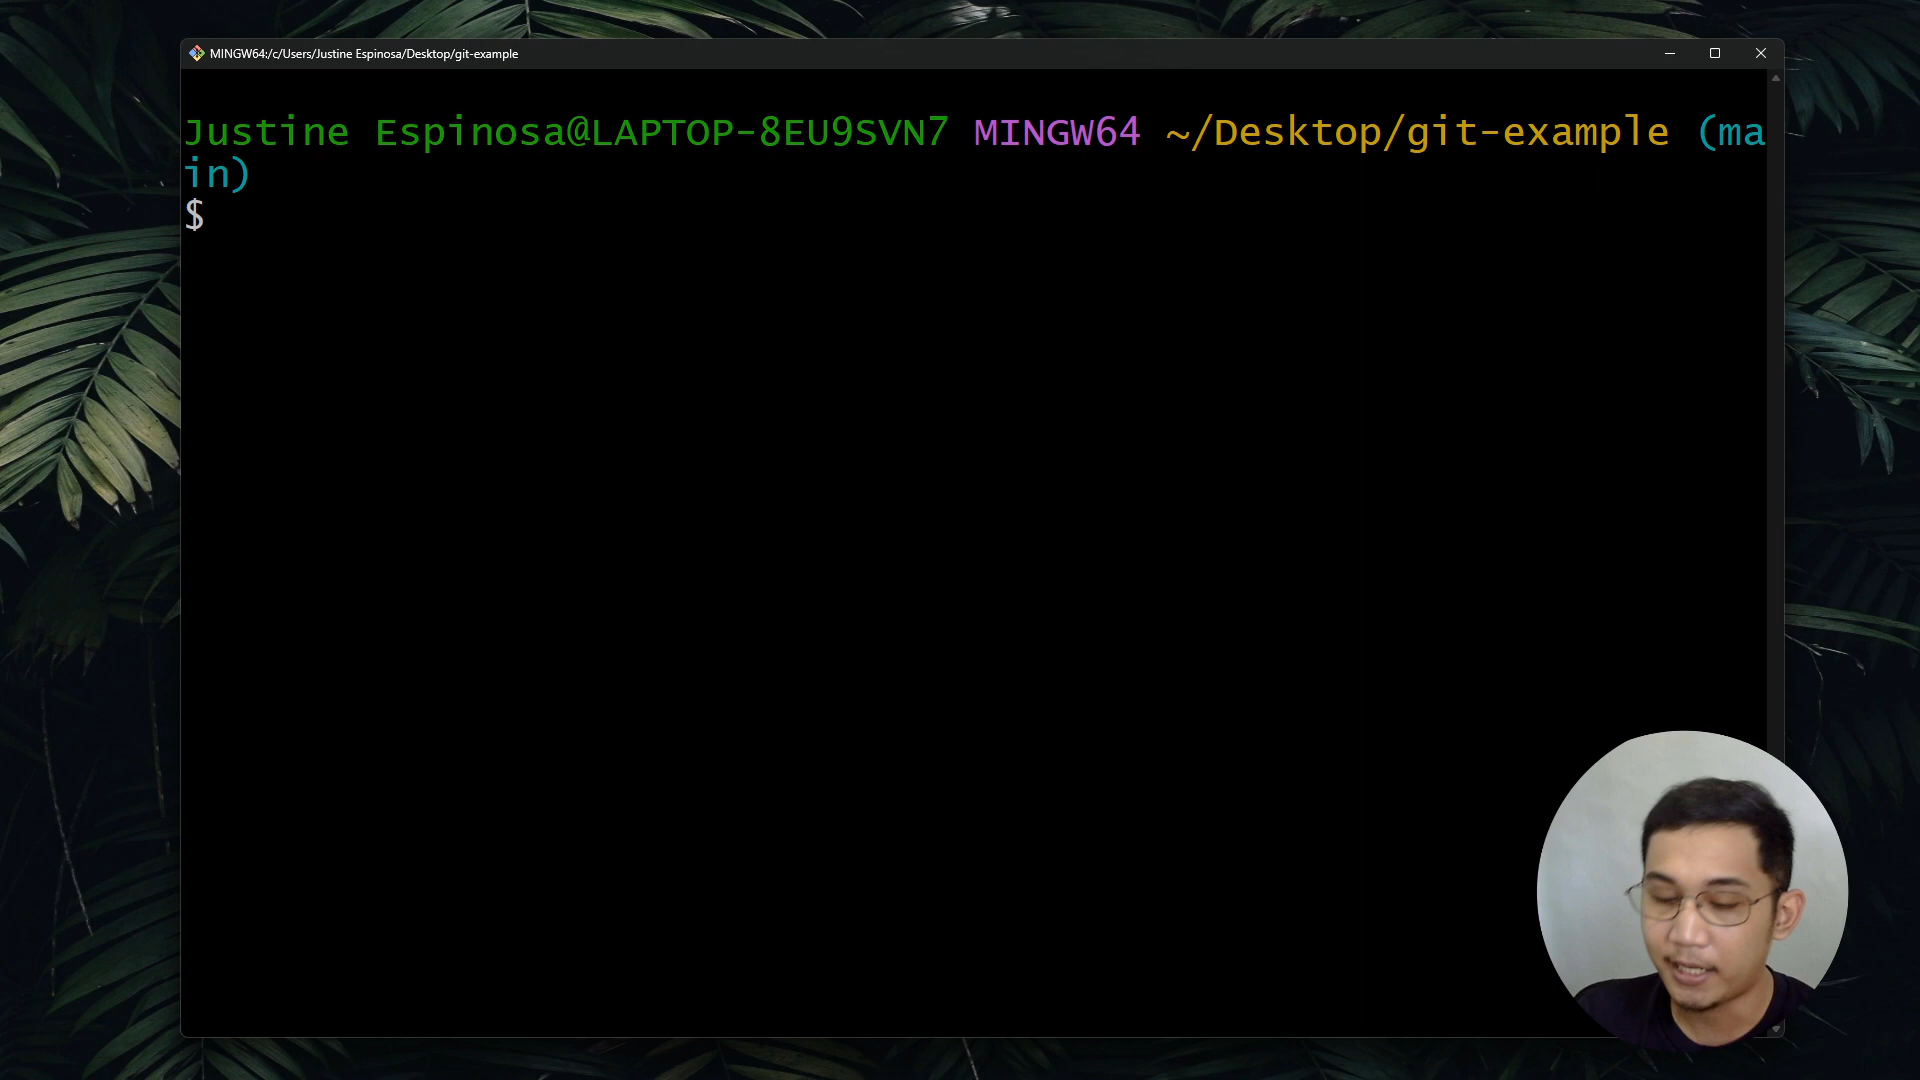 MINGW64:/c/Users/Justine Espinosa/Desktop/git-example
Justine Espinosa@LAPTOP-8EU9SVN7 MINGW64 ~/Desktop/git-example (ma
in)
$